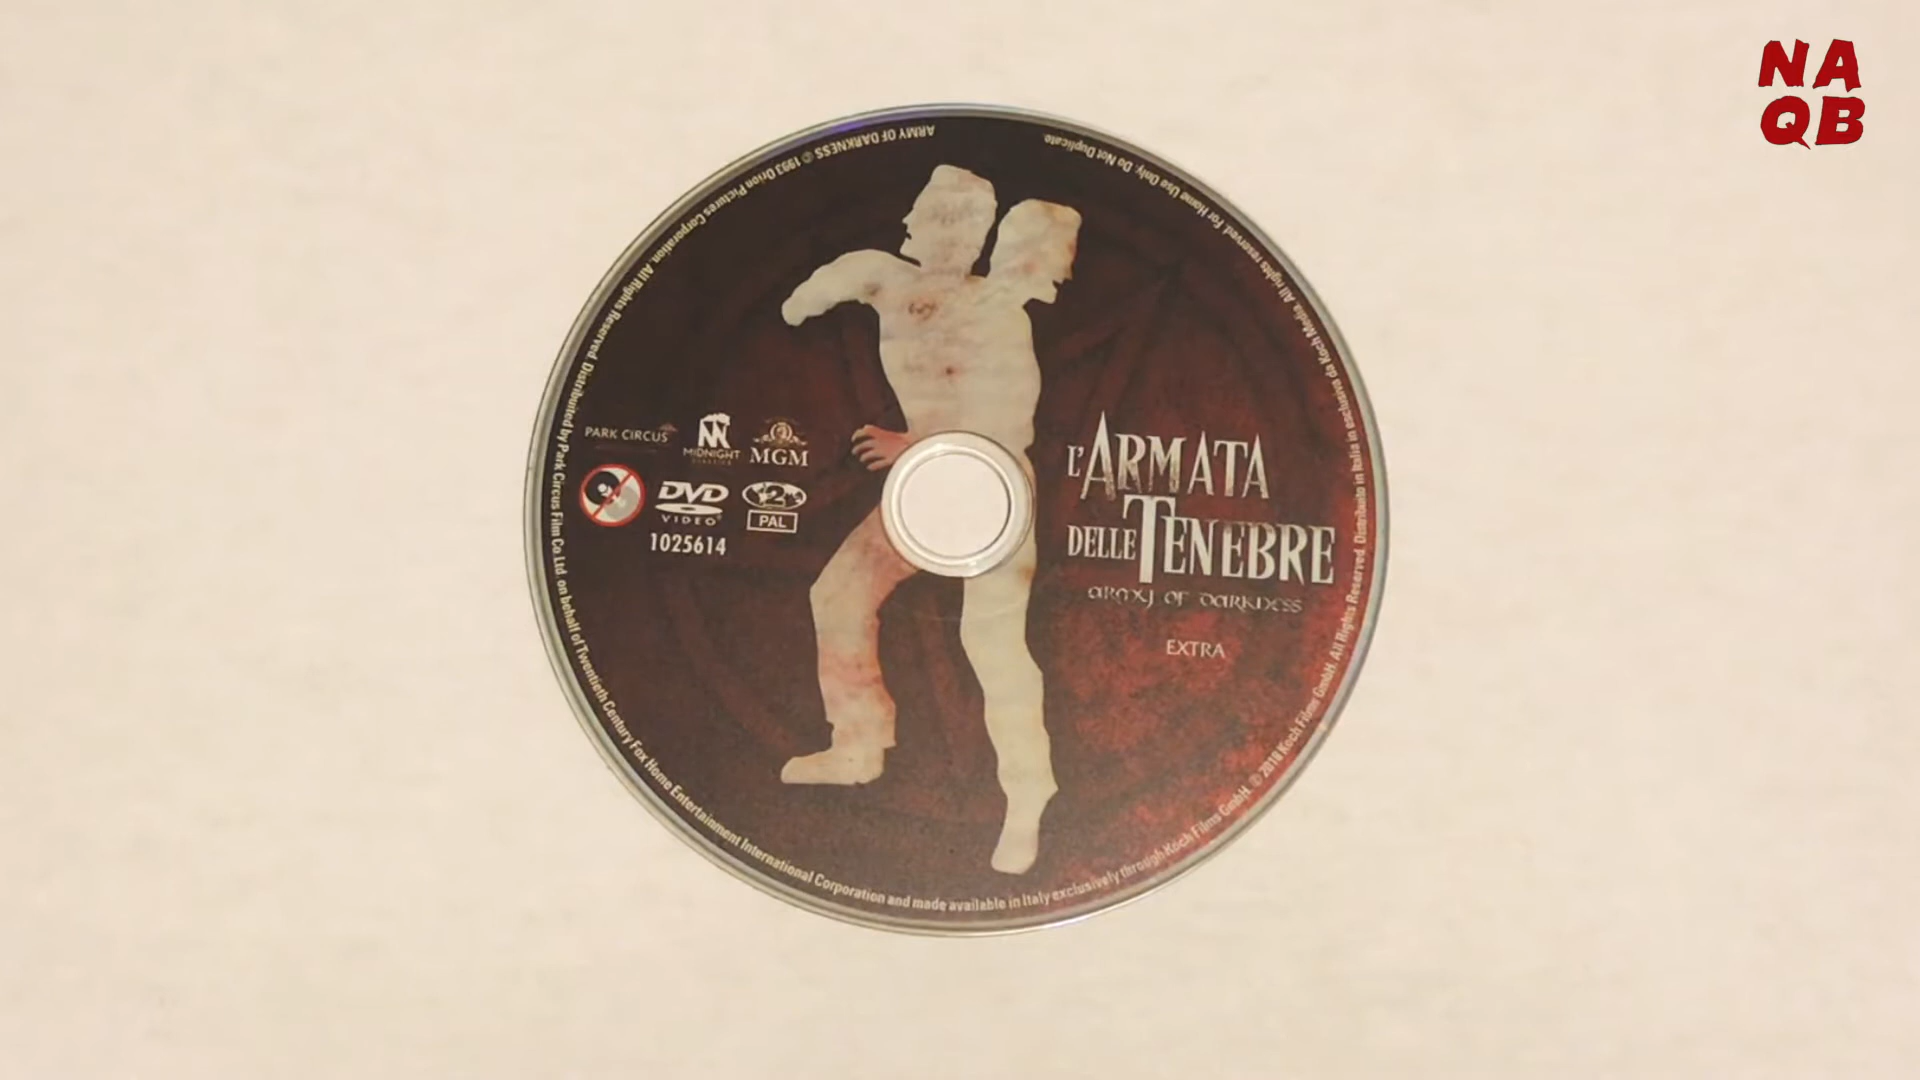 NA
QB
ARMY OF DARKNESS © 1993 Orion Pictures Corporation. All Rights Reserved. Distributed by Park Circus Film Co Ltd. on behalf of Twentieth Century Fox Home Entertainment International Corporation and made available in Italy exclusively through Koch Films GmbH. © 2018 Koch Films GmbH. All Rights Reserved. Distribuito in Italia in esclusiva da Koch Media. All rights reserved. For Home Use Only. Do Not Duplicate.
PARK CIRCUS
MIDNIGHT
CLASSICS
MGM
DVD
VIDEO
2
PAL
1025614
L'ARMATA
DELLE TENEBRE
ARMY OF DARKNESS
EXTRA